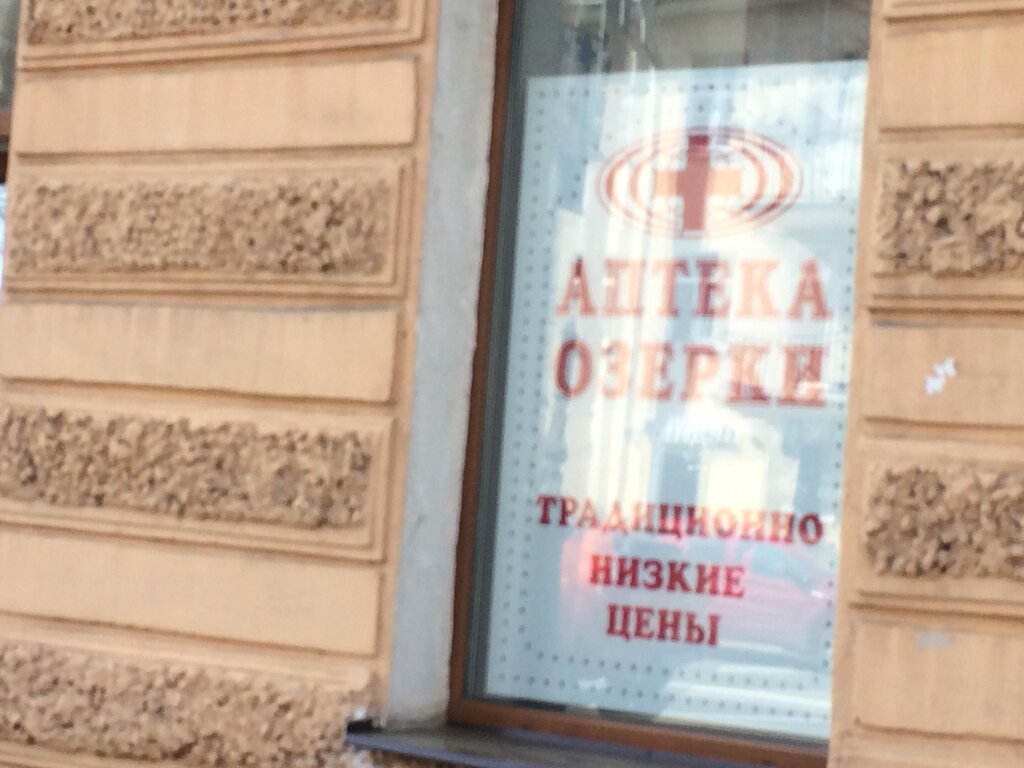 АПТЕКА
ОЗЕРКИ
ТРАДИЦИОННО
НИЗКИЕ
ЦЕНЫ